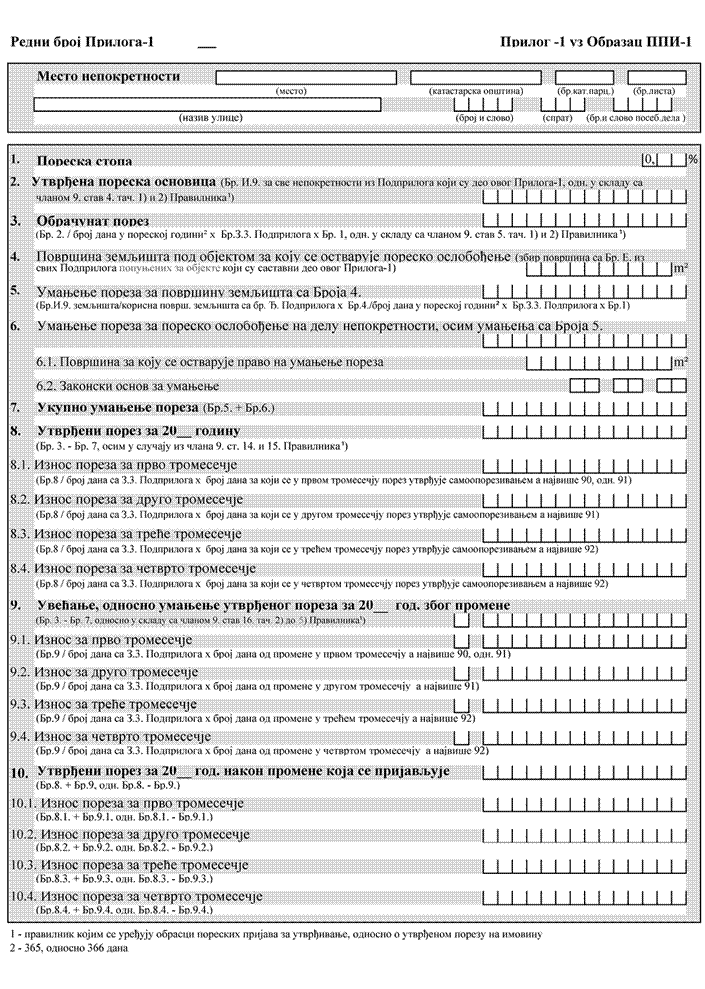 Редни број Прилога-1 __ Прилог -1 уз Образац ППИ-1
Место непокретности
(место) (катастарска општина) (бр.кат.парц.) (бр.листа)
(назив улице) (број и слово) (спрат) (бр.и слово посеб.дела )
1. Пореска стопа 0, %
2. Утврђена пореска основица (Бр. И.9. за све непокретности из Подприлога који су део овог Прилога-1, одн. у складу са
чланом 9. став 4. тач. 1) и 2) Правилника¹)
3. Обрачунат порез
(Бр. 2. / број дана у пореској години² x Бр.З.3. Подприлога x Бр. 1, одн. у складу са чланом 9. став 5. тач. 1) и 2) Правилника¹)
4. Површина земљишта под објектом за коју се остварује пореско ослобођење (збир површина са Бр. Е. из
свих Подприлога попуњених за објекте који су саставни део овог Прилога-1) m²
5. Умањење пореза за површину земљишта са Броја 4.
(Бр.И.9. земљишта/корисна површ. земљишта са бр. Ђ. Подприлога x Бр.4./број дана у пореској години² x Бр.З.3. Подприлога x Бр.1)
6. Умањење пореза за пореско ослобођење на делу непокретности, осим умањења са Броја 5.
6.1. Површина за коју се остварује право на умањење пореза m²
6.2. Законски основ за умањење
7. Укупно умањење пореза (Бр.5. + Бр.6.)
8. Утврђени порез за 20__ годину
(Бр. 3. - Бр. 7, осим у случају из члана 9. ст. 14. и 15. Правилника¹)
8.1. Износ пореза за прво тромесечје
(Бр.8 / број дана са З.3. Подприлога x број дана за који се у првом тромесечју порез утврђује самоопорезивањем а највише 90, одн. 91)
8.2. Износ пореза за друго тромесечје
(Бр.8 / број дана са З.3. Подприлога x број дана за који се у другом тромесечју порез утврђује самоопорезивањем а највише 91)
8.3. Износ пореза за треће тромесечје
(Бр.8 / број дана са З.3. Подприлога x број дана за који се у трећем тромесечју порез утврђује самоопорезивањем а највише 92)
8.4. Износ пореза за четврто тромесечје
(Бр.8 / број дана са З.3. Подприлога x број дана за који се у четвртом тромесечју порез утврђује самоопорезивањем а највише 92)
9. Увећање, односно умањење утврђеног пореза за 20__ год. због промене
(Бр. 3. - Бр. 7, односно у складу са чланом 9. став 16. тач. 2) до 5) Правилника¹)
9.1. Износ за прво тромесечје
(Бр.9 / број дана са З.3. Подприлога x број дана од промене у првом тромесечју а највише 90, одн. 91)
9.2. Износ за друго тромесечје
(Бр.9 / број дана са З.3. Подприлога x број дана од промене у другом тромесечју а највише 91)
9.3. Износ за треће тромесечје
(Бр.9 / број дана са З.3. Подприлога x број дана од промене у трећем тромесечју а највише 92)
9.4. Износ за четврто тромесечје
(Бр.9 / број дана са З.3. Подприлога x број дана од промене у четвртом тромесечју а највише 92)
10. Утврђени порез за 20__ год. након промене која се пријављује
(Бр.8. + Бр.9, одн. Бр.8. - Бр.9.)
10.1. Износ пореза за прво тромесечје
(Бр.8.1. + Бр.9.1, одн. Бр.8.1. - Бр.9.1.)
10.2. Износ пореза за друго тромесечје
(Бр.8.2. + Бр.9.2, одн. Бр.8.2. - Бр.9.2.)
10.3. Износ пореза за треће тромесечје
(Бр.8.3. + Бр.9.3, одн. Бр.8.3. - Бр.9.3.)
10.4. Износ пореза за четврто тромесечје
(Бр.8.4. + Бр.9.4, одн. Бр.8.4. - Бр.9.4.)
1 - правилник којим се уређују обрасци пореских пријава за утврђивање, односно о утврђеном порезу на имовину
2 - 365, односно 366 дана